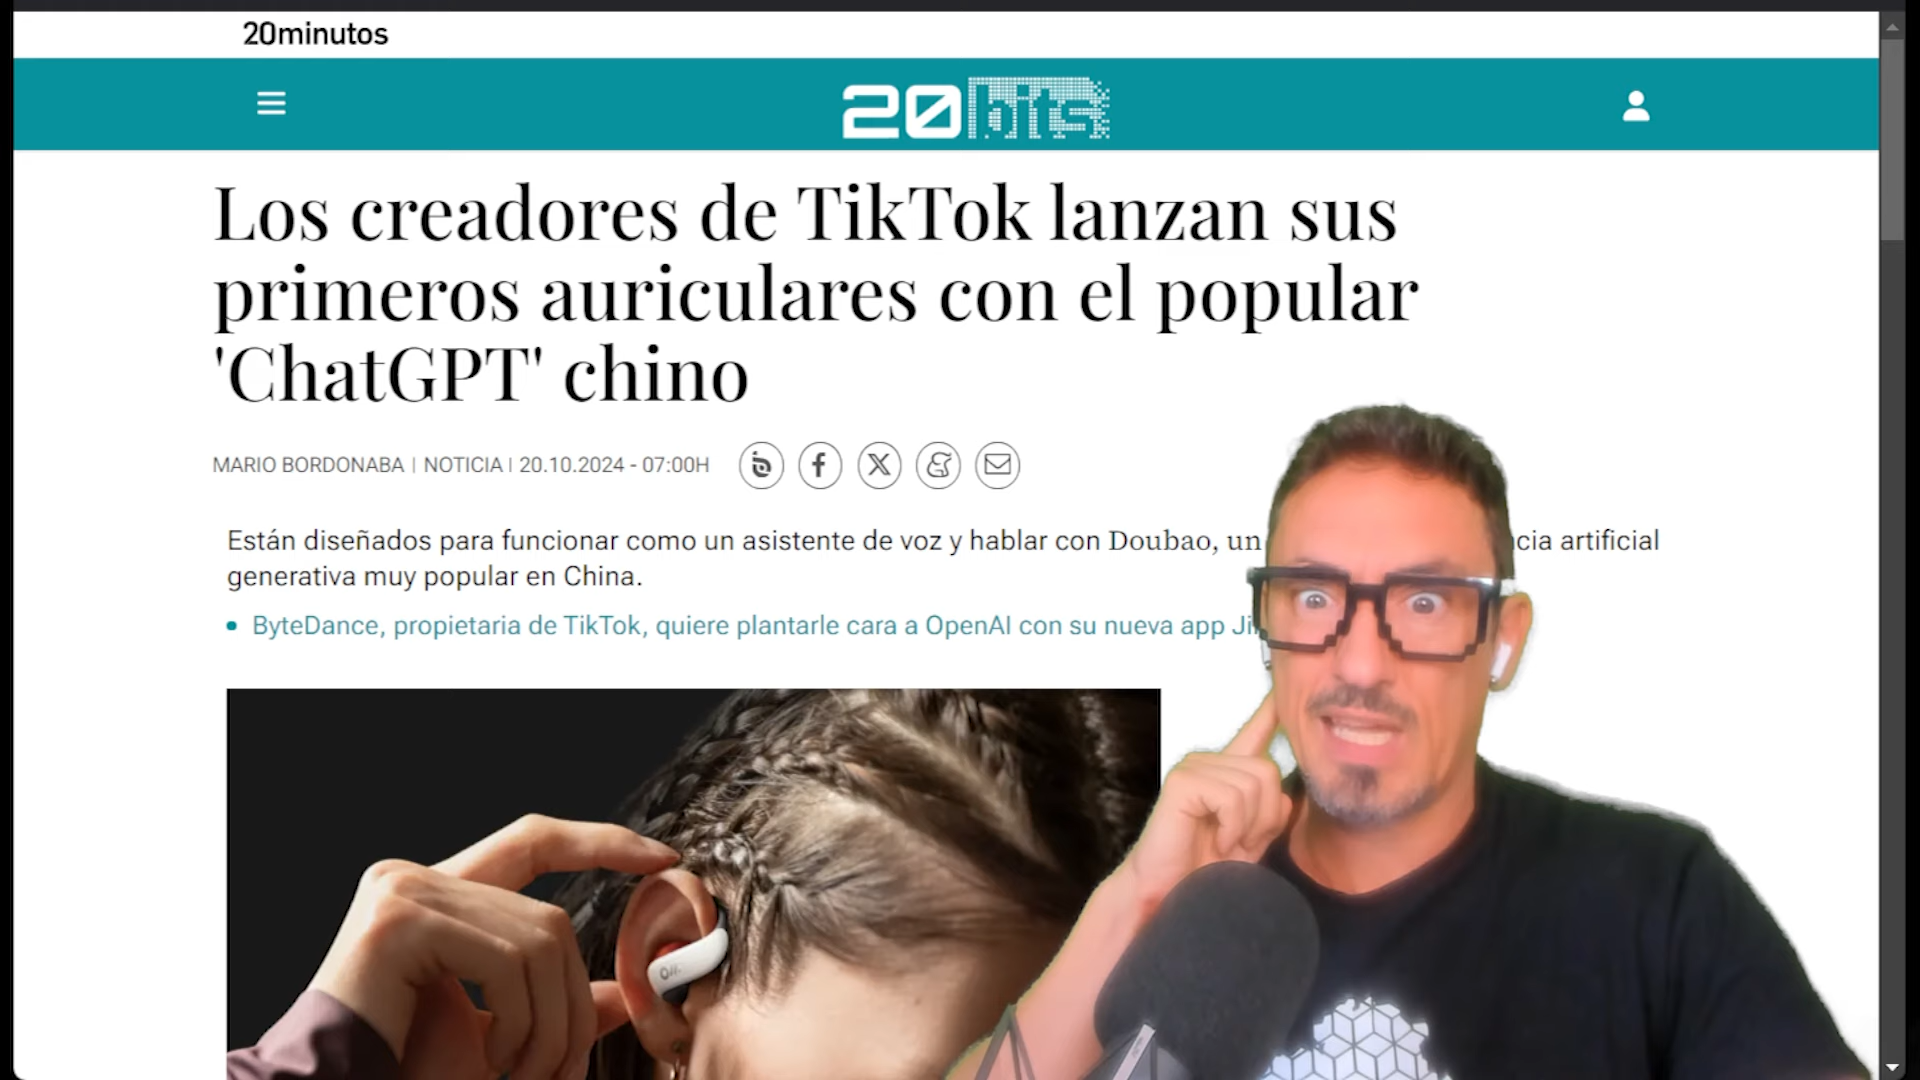 20minutos
20bits
Los creadores de TikTok lanzan sus
primeros auriculares con el popular
'ChatGPT' chino
MARIO BORDONABA | NOTICIA | 20.10.2024 - 07:00H
Están diseñados para funcionar como un asistente de voz y hablar con Doubao, un cia artificial
generativa muy popular en China.
ByteDance, propietaria de TikTok, quiere plantarle cara a OpenAI con su nueva app